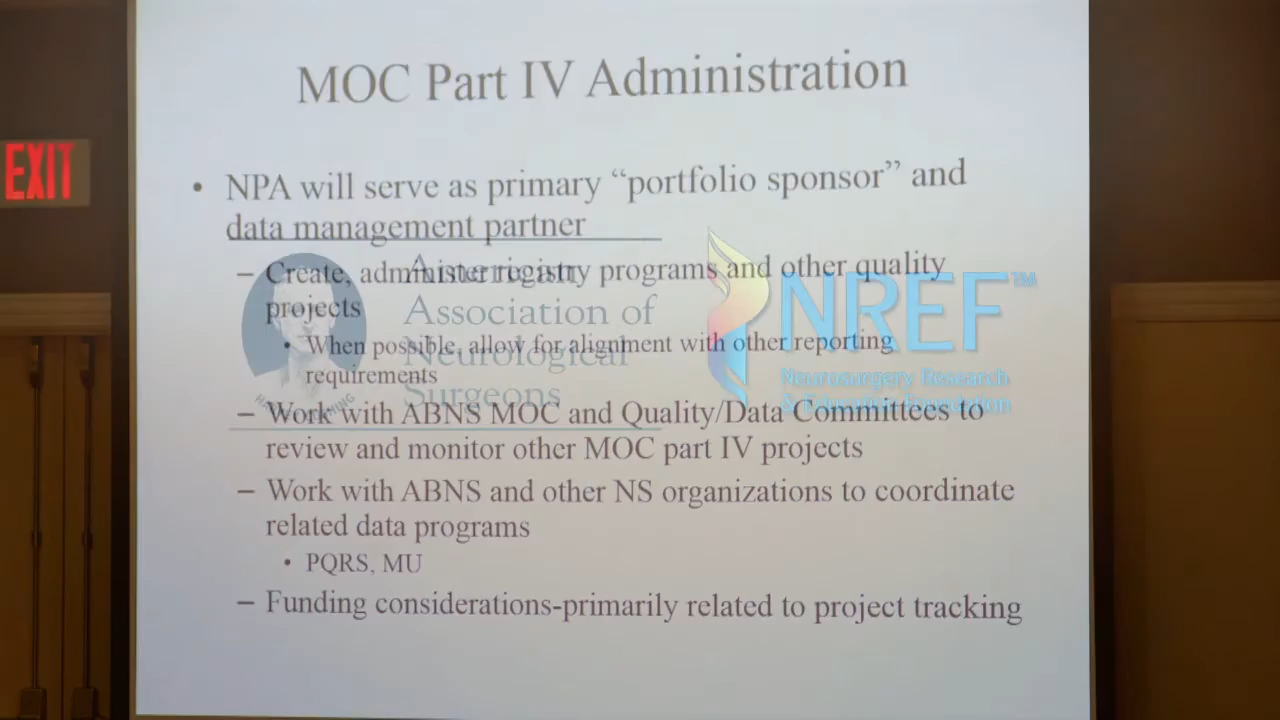 MOC Part IV Administration
EXIT
• NPA will serve as primary “portfolio sponsor” and
data management partner
– Create, administer registry programs and other quality
projects
• When possible, allow for alignment with other reporting
requirements
– Work with ABNS MOC and Quality/Data Committees to
review and monitor other MOC part IV projects
– Work with ABNS and other NS organizations to coordinate
related data programs
• PQRS, MU
– Funding considerations-primarily related to project tracking
American
Association of
Neurological
Surgeons
NREF™
Neurosurgery Research
& Education Foundation